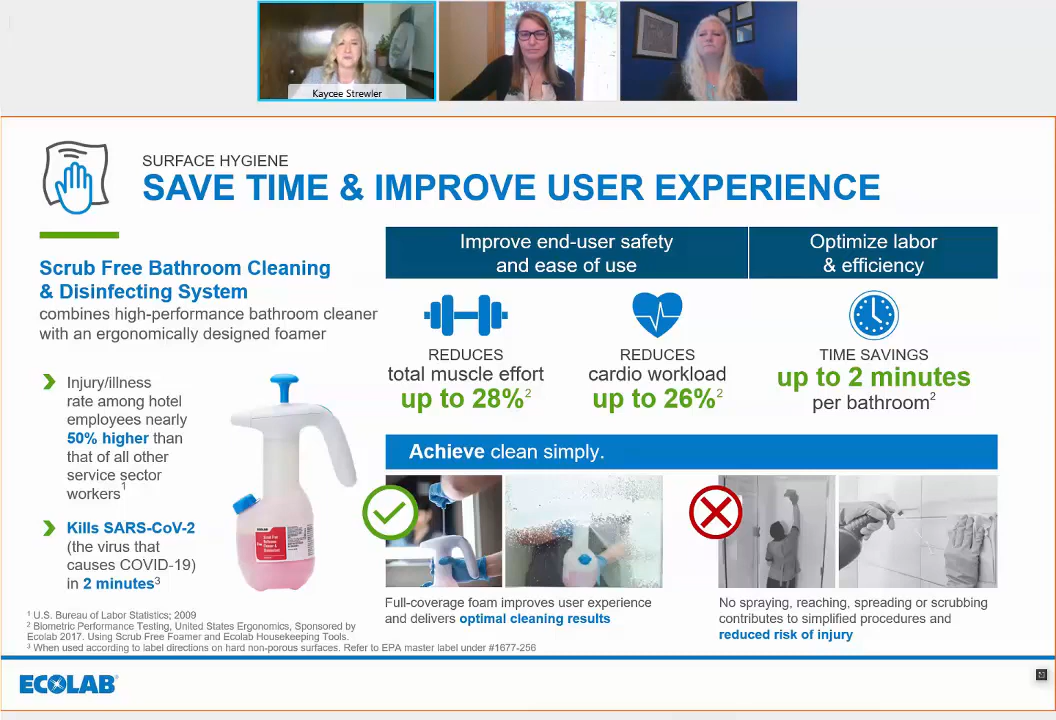 Kaycee Strewler
SURFACE HYGIENE
SAVE TIME & IMPROVE USER EXPERIENCE
Scrub Free Bathroom Cleaning
& Disinfecting System
combines high-performance bathroom cleaner
with an ergonomically designed foamer
Injury/illness
rate among hotel
employees nearly
50% higher than
that of all other
service sector
workers1
Kills SARS-CoV-2
(the virus that
causes COVID-19)
in 2 minutes3
ECOLAB
Scrub Free
Improve end-user safety
and ease of use
Optimize labor
& efficiency
REDUCES
total muscle effort
up to 28%2
REDUCES
cardio workload
up to 26%2
TIME SAVINGS
up to 2 minutes
per bathroom2
Achieve clean simply.
Full-coverage foam improves user experience
and delivers optimal cleaning results
No spraying, reaching, spreading or scrubbing
contributes to simplified procedures and
reduced risk of injury
1 U.S. Bureau of Labor Statistics; 2009
2 Biometric Performance Testing, United States Ergonomics, Sponsored by
Ecolab 2017. Using Scrub Free Foamer and Ecolab Housekeeping Tools.
3 When used according to label directions on hard non-porous surfaces. Refer to EPA master label under #1677-256
ECOLAB®